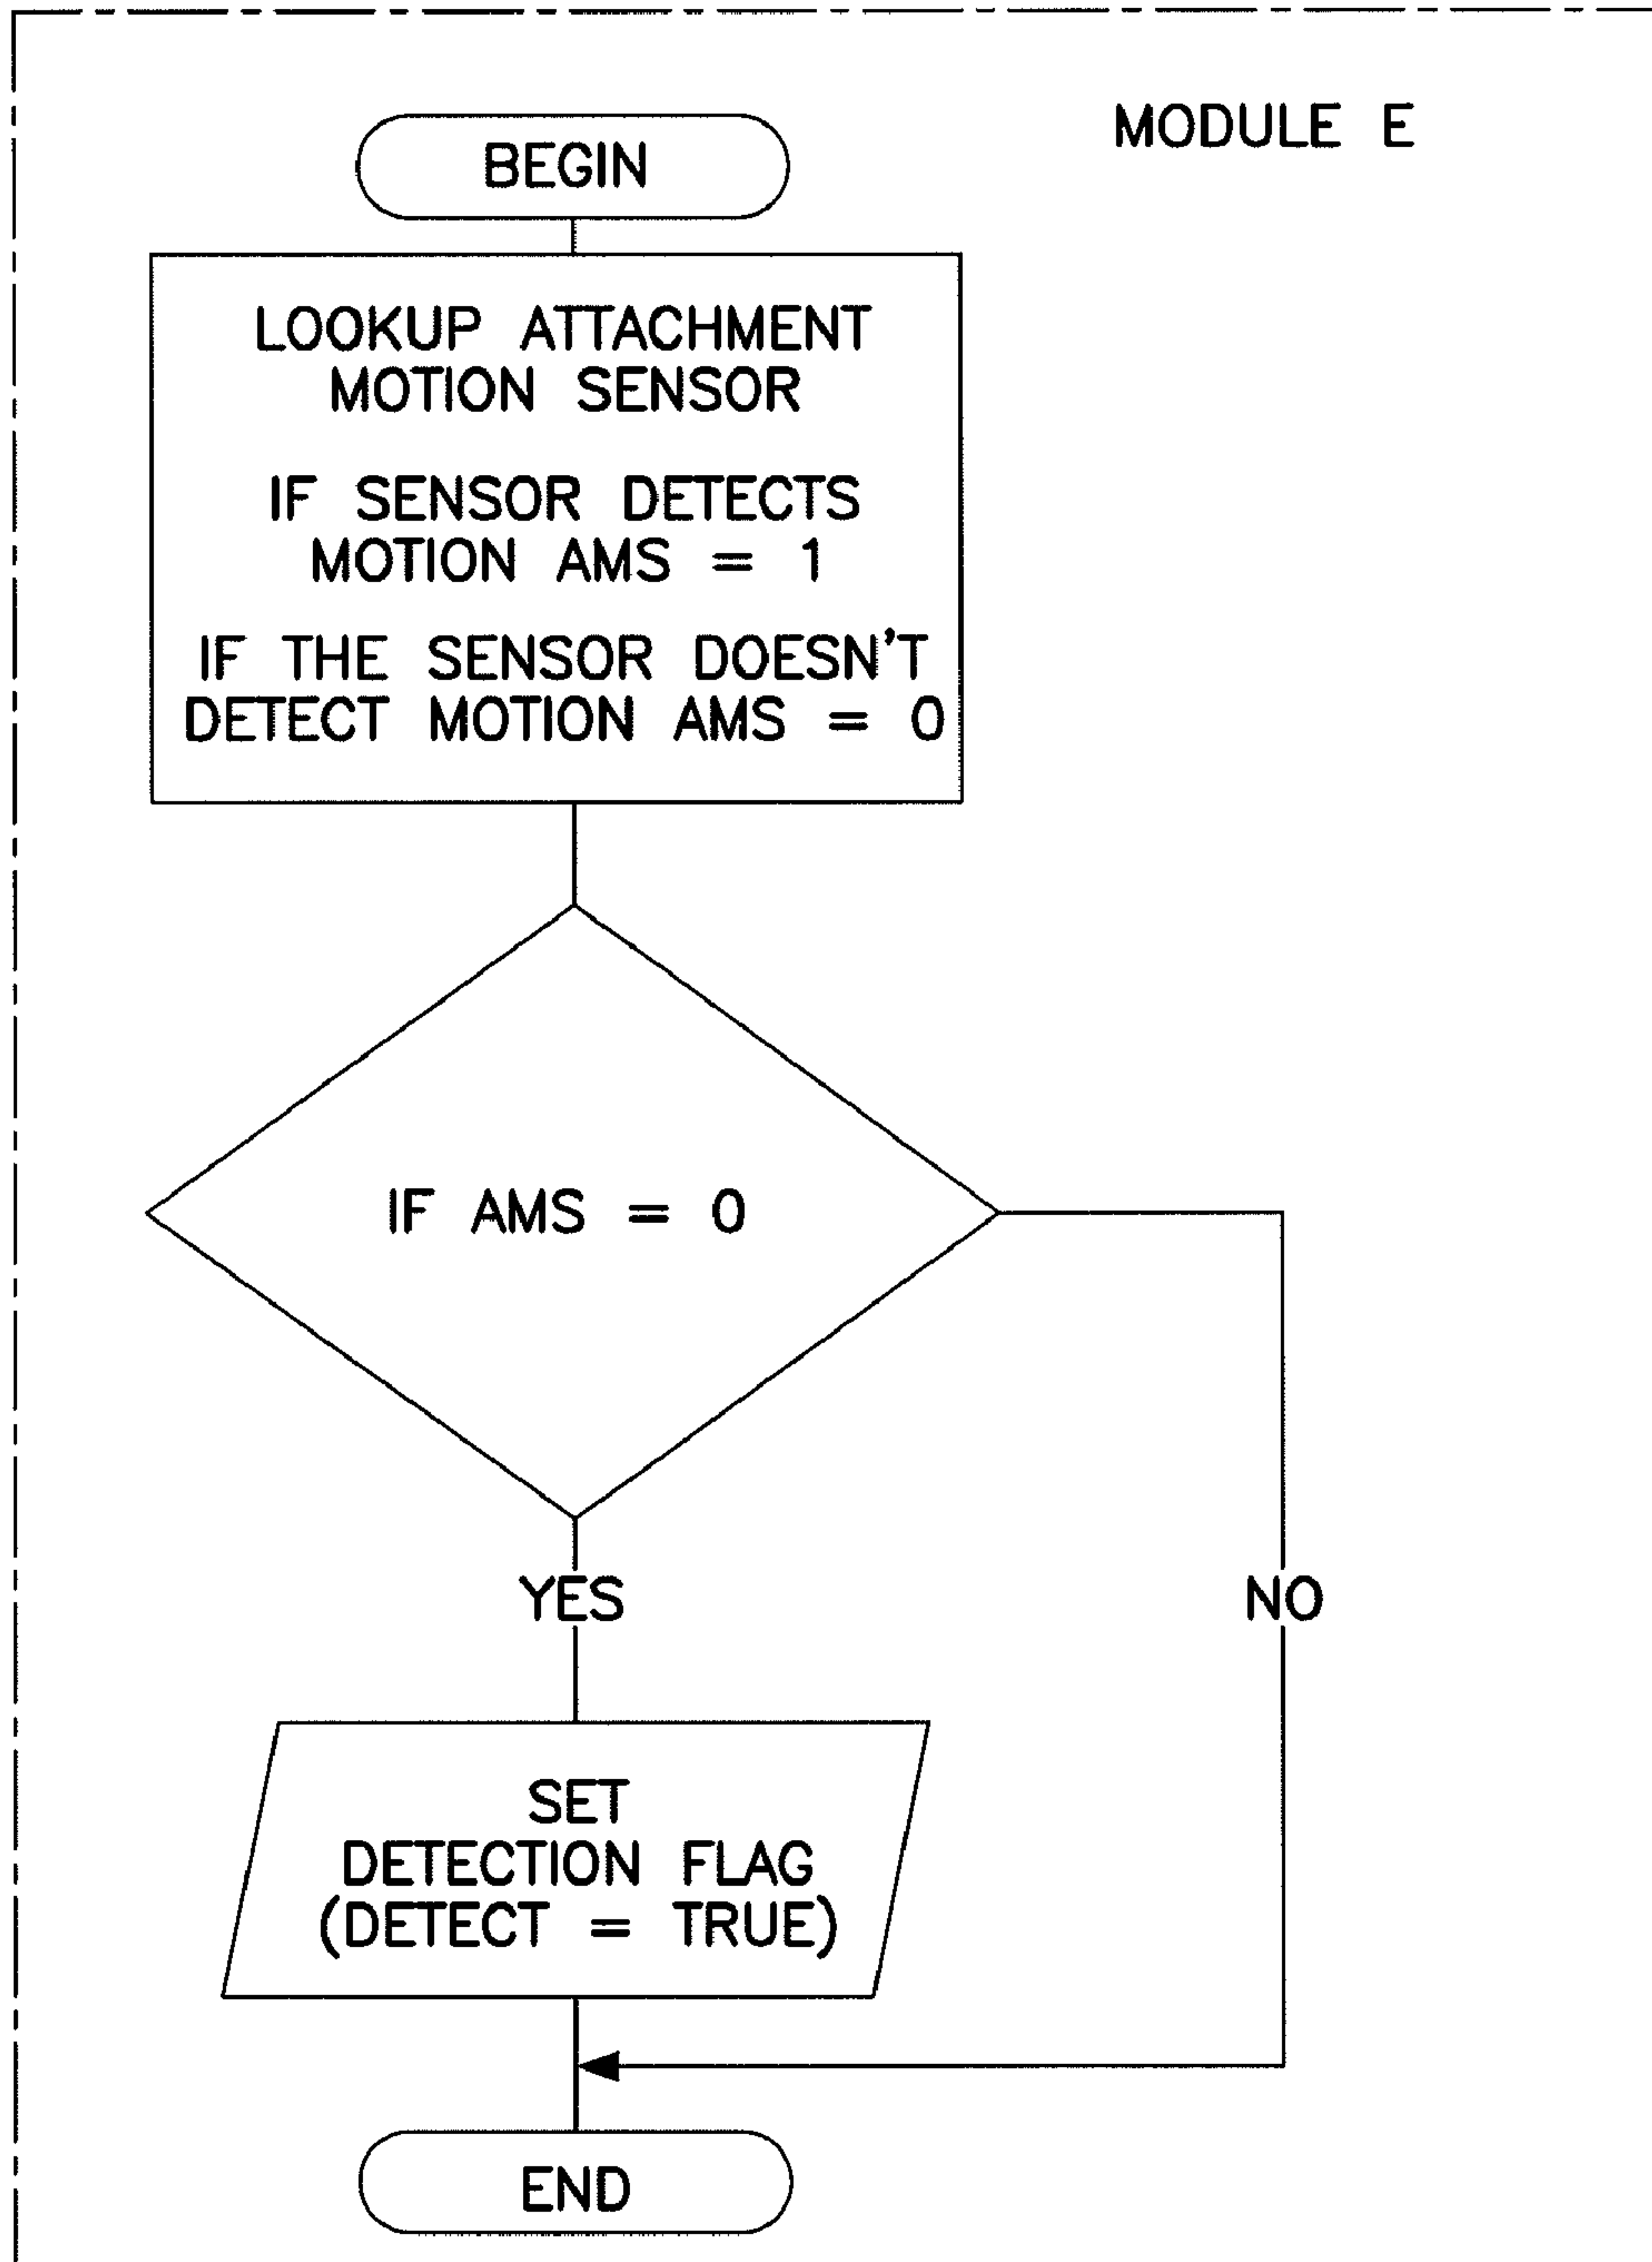 MODULE E
BEGIN
LOOKUP ATTACHMENT
MOTION SENSOR
IF SENSOR DETECTS
MOTION AMS = 1
IF THE SENSOR DOESN'T
DETECT MOTION AMS = 0
IF AMS = 0
YES
NO
SET
DETECTION FLAG
(DETECT = TRUE)
END